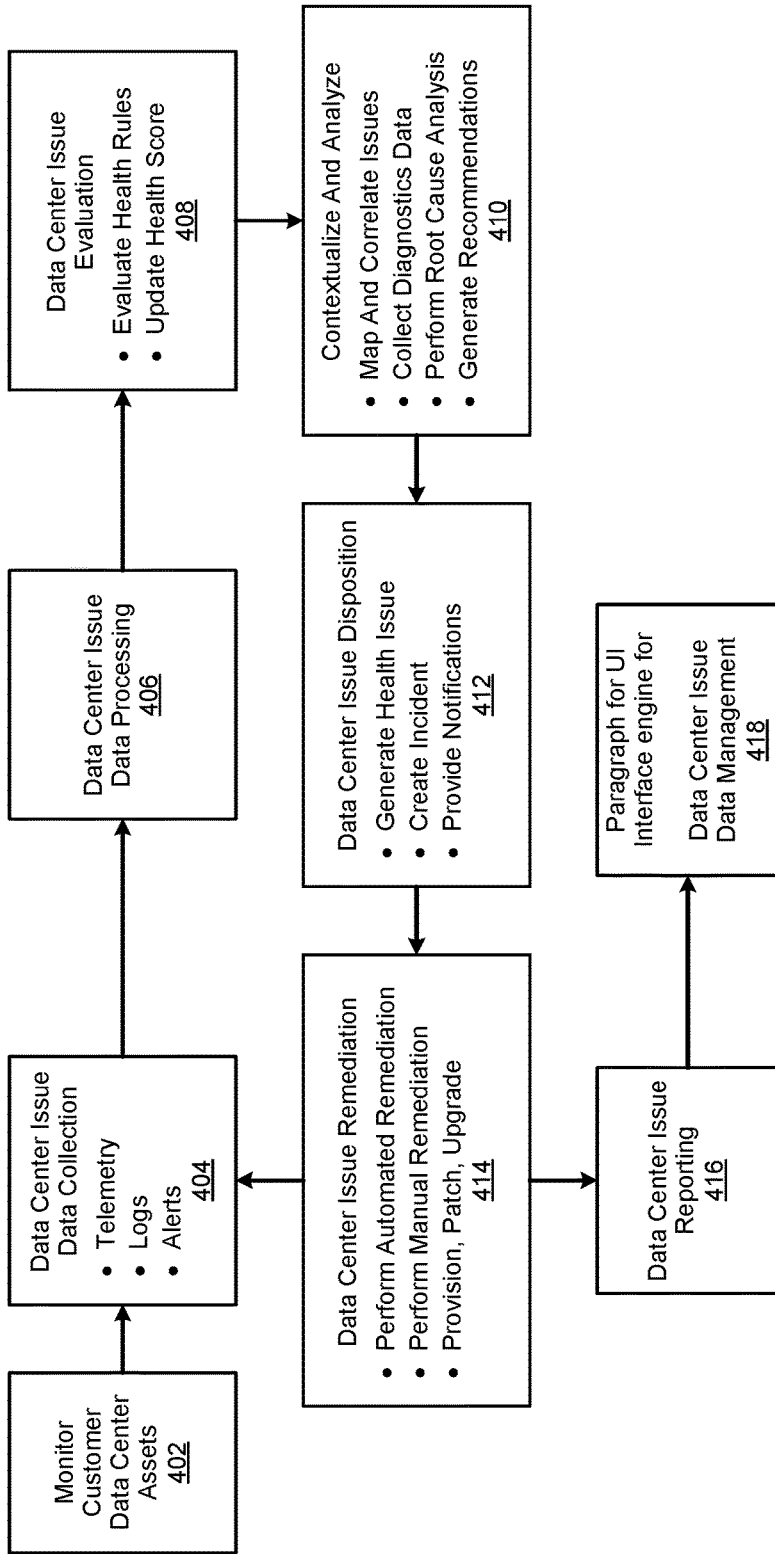 Monitor
Customer
Data Center
Assets
402
Data Center Issue
Data Collection
• Telemetry
• Logs
• Alerts
404
Data Center Issue
Data Processing
406
Data Center Issue
Evaluation
• Evaluate Health Rules
• Update Health Score
408
Contextualize And Analyze
• Map And Correlate Issues
• Collect Diagnostics Data
• Perform Root Cause Analysis
• Generate Recommendations
410
Data Center Issue Disposition
• Generate Health Issue
• Create Incident
• Provide Notifications
412
Data Center Issue Remediation
• Perform Automated Remediation
• Perform Manual Remediation
• Provision, Patch, Upgrade
414
Data Center Issue
Reporting
416
Paragraph for UI
Interface engine for
Data Center Issue
Data Management
418